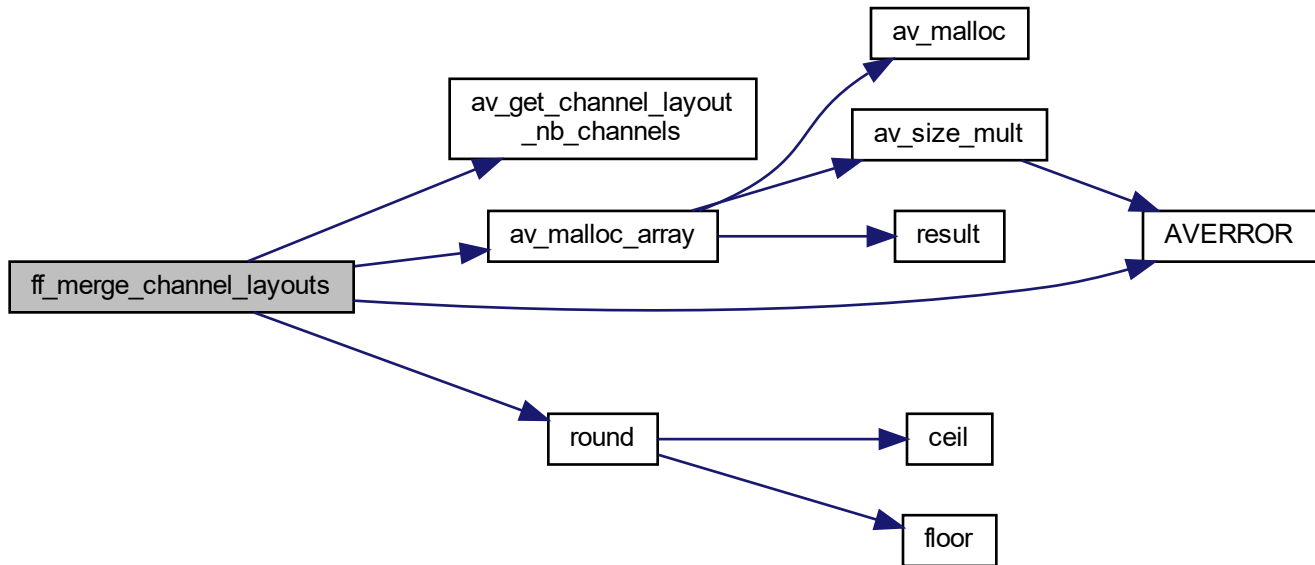 av_malloc
av_get_channel_layout
_nb_channels
av_size_mult
av_malloc_array
result
AVERROR
ff_merge_channel_layouts
round
ceil
floor